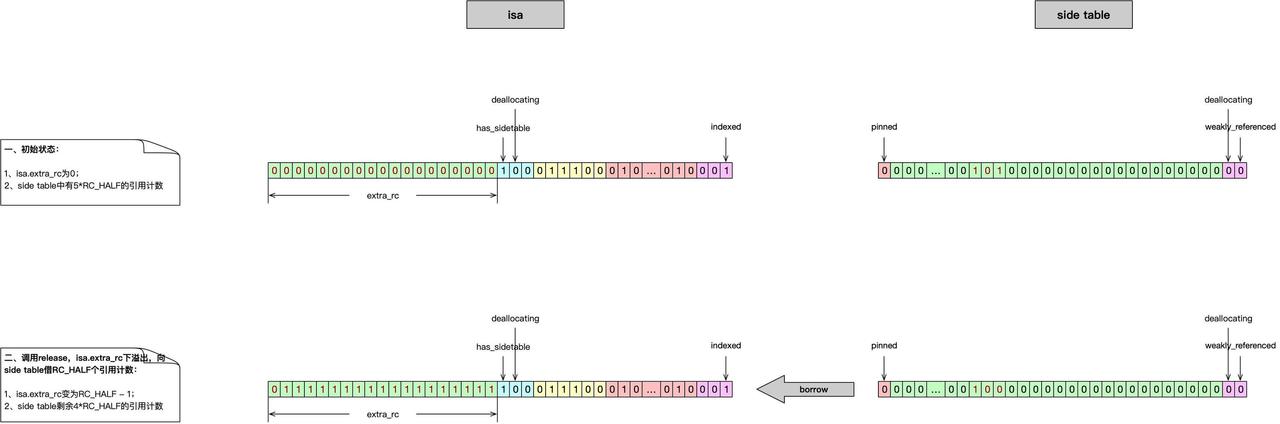 isa
side table
deallocating
has_sidetable
indexed
pinned
deallocating
weakly_referenced
一、初始状态：
1、isa.extra_rc为0；
2、side table中有5*RC_HALF的引用计数
0 0 0 0 0 0 0 0 0 0 0 0 0 0 0 0 0 0 0 1 0 0 0 1 1 1 0 0 0 1 0 ... 0 1 0 0 0 1
0 0 0 0 ... 0 0 1 0 1 0 0 0 0 0 0 0 0 0 0 0 0 0 0 0 0 0 0 0 0
extra_rc
deallocating
has_sidetable
indexed
pinned
deallocating
weakly_referenced
二、调用release，isa.extra_rc下溢出，向
side table借RC_HALF个引用计数：
1、isa.extra_rc变为RC_HALF - 1；
2、side table剩余4*RC_HALF的引用计数
0 1 1 1 1 1 1 1 1 1 1 1 1 1 1 1 1 1 1 1 0 0 0 1 1 1 0 0 0 1 0 ... 0 1 0 0 0 1
borrow
0 0 0 0 ... 0 0 1 0 0 0 0 0 0 0 0 0 0 0 0 0 0 0 0 0 0 0 0 0 0
extra_rc